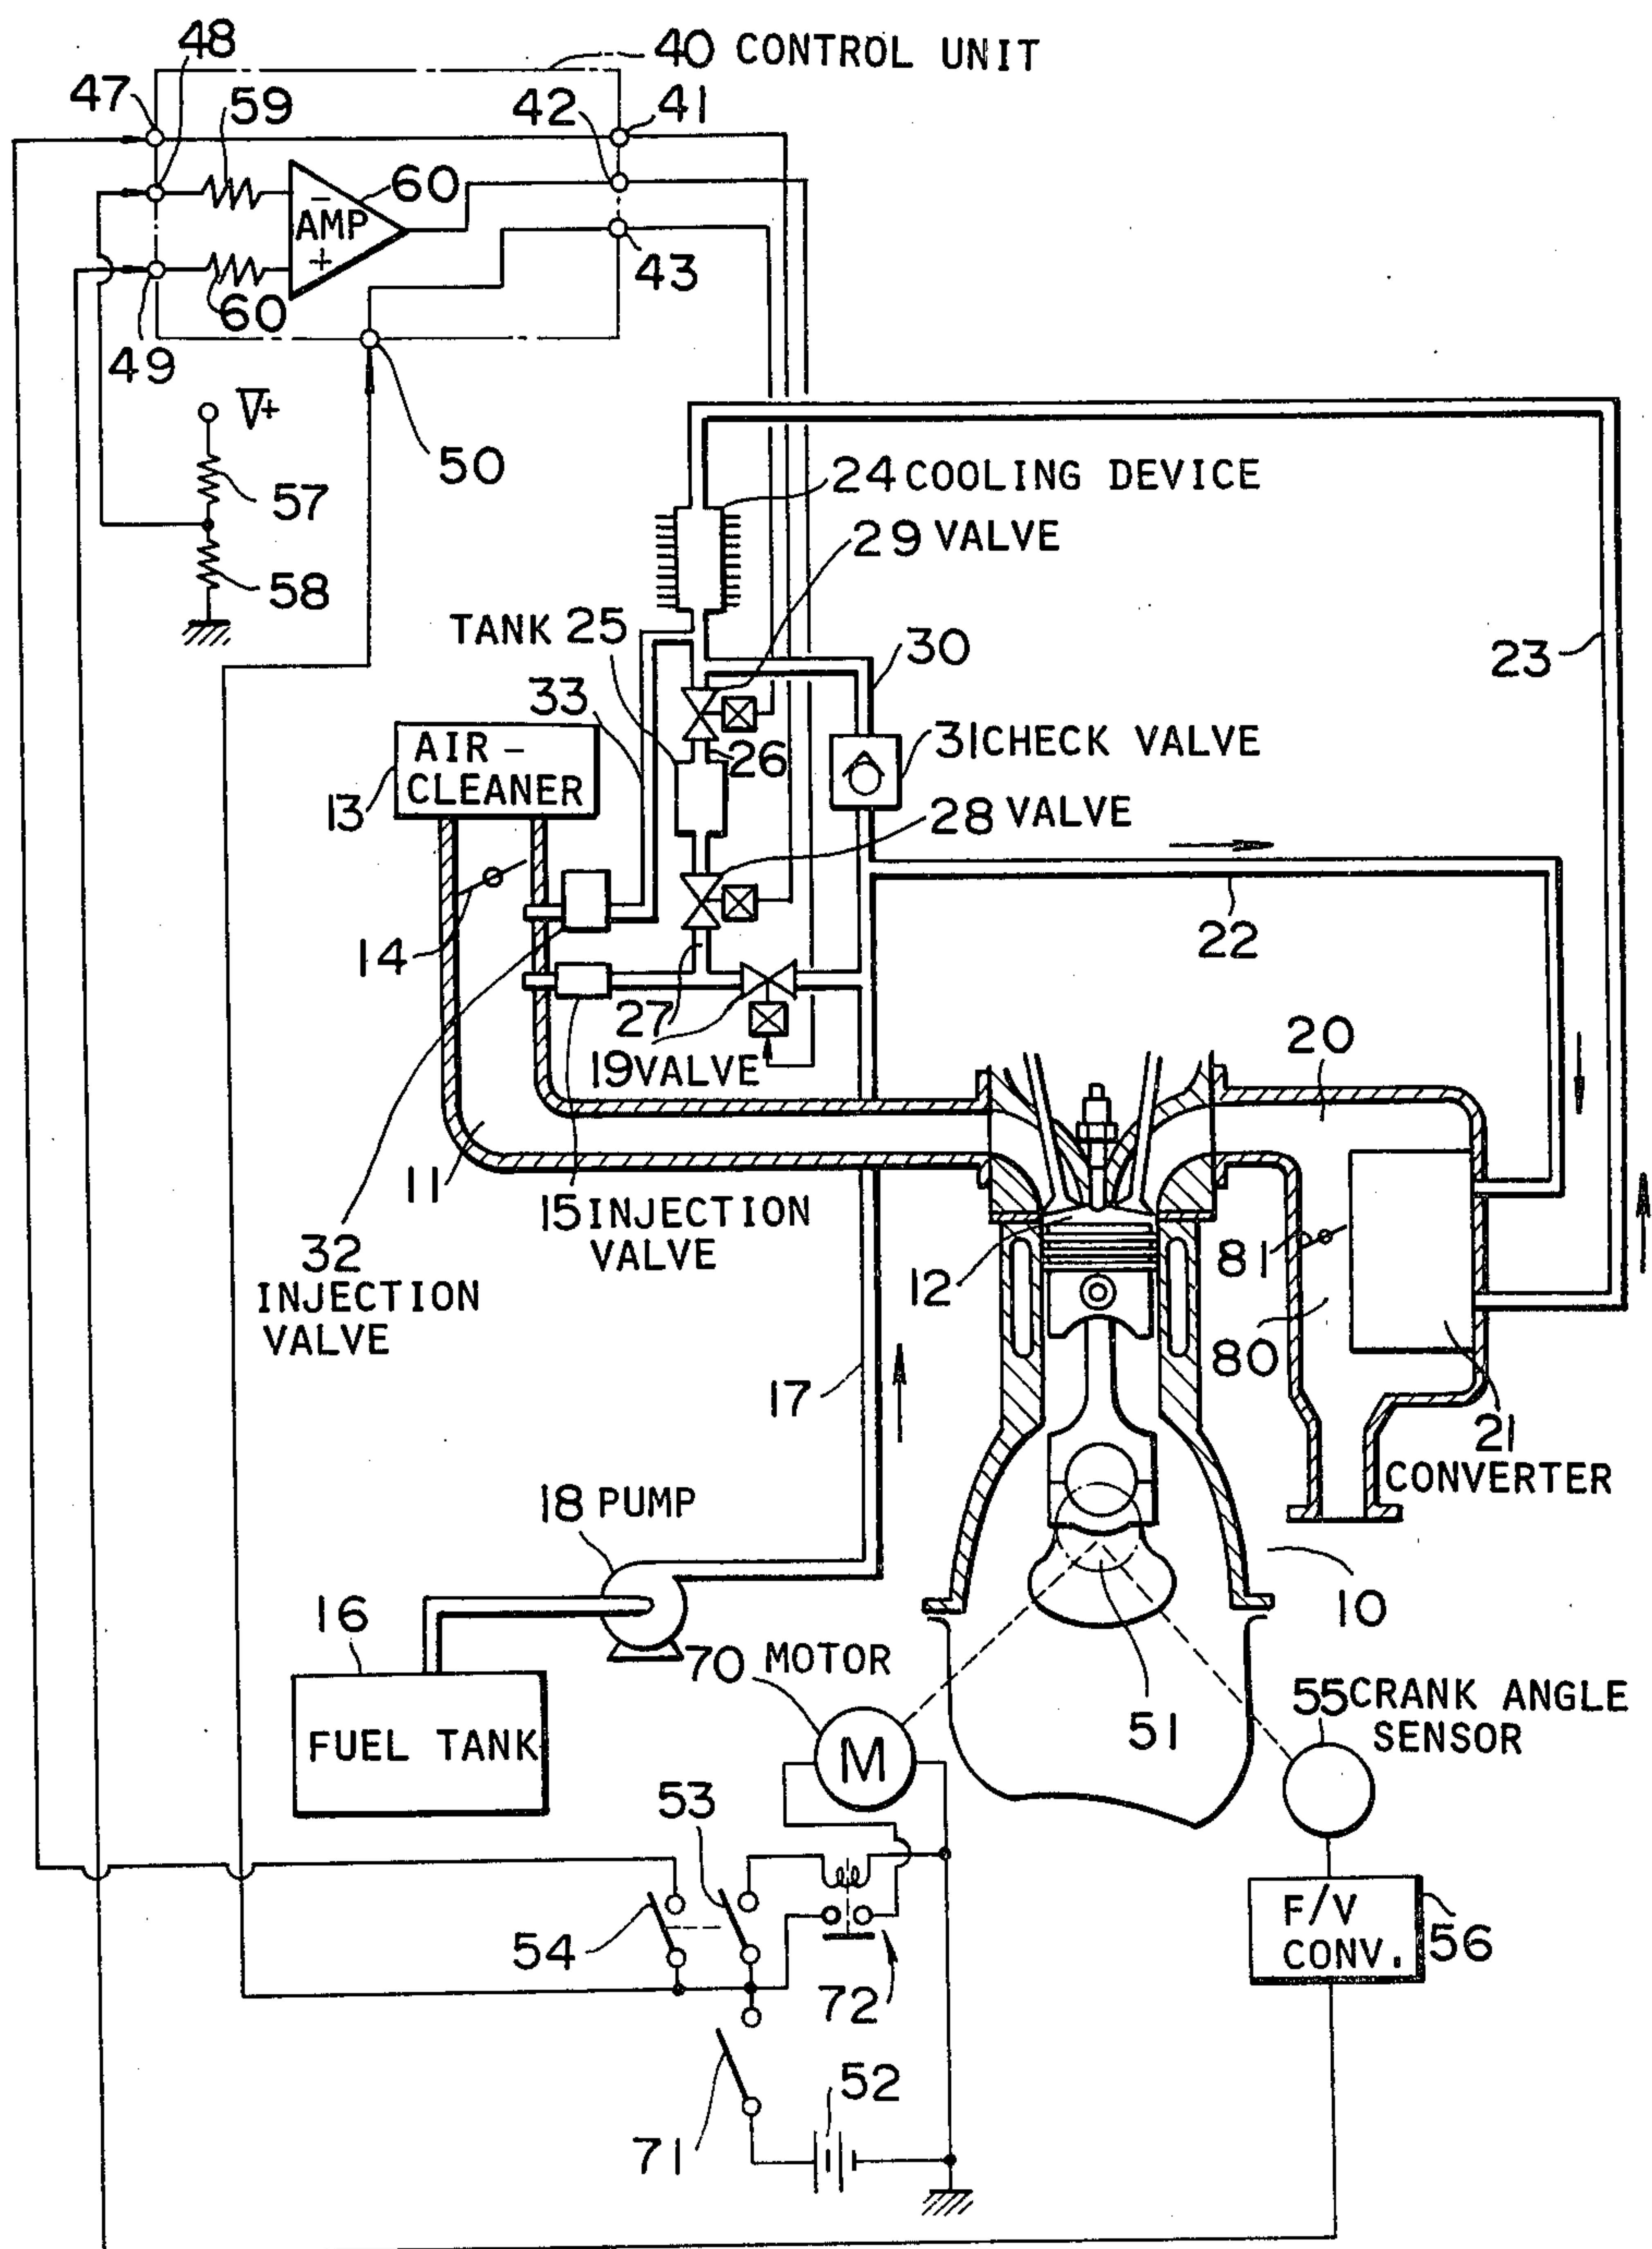 48
40 CONTROL UNIT
47
59
42
41
60
−
AMP
+
60
43
49
V+
50
57
24 COOLING DEVICE
29 VALVE
58
TANK 25
30
23
33
AIR-
CLEANER
26
31 CHECK VALVE
13
28 VALVE
14
22
27
20
19 VALVE
11
15 INJECTION
VALVE
32
INJECTION
VALVE
12
81
80
17
21
CONVERTER
18 PUMP
16
10
70 MOTOR
55 CRANK ANGLE
SENSOR
51
FUEL TANK
M
53
54
F/V
CONV.
56
72
52
71